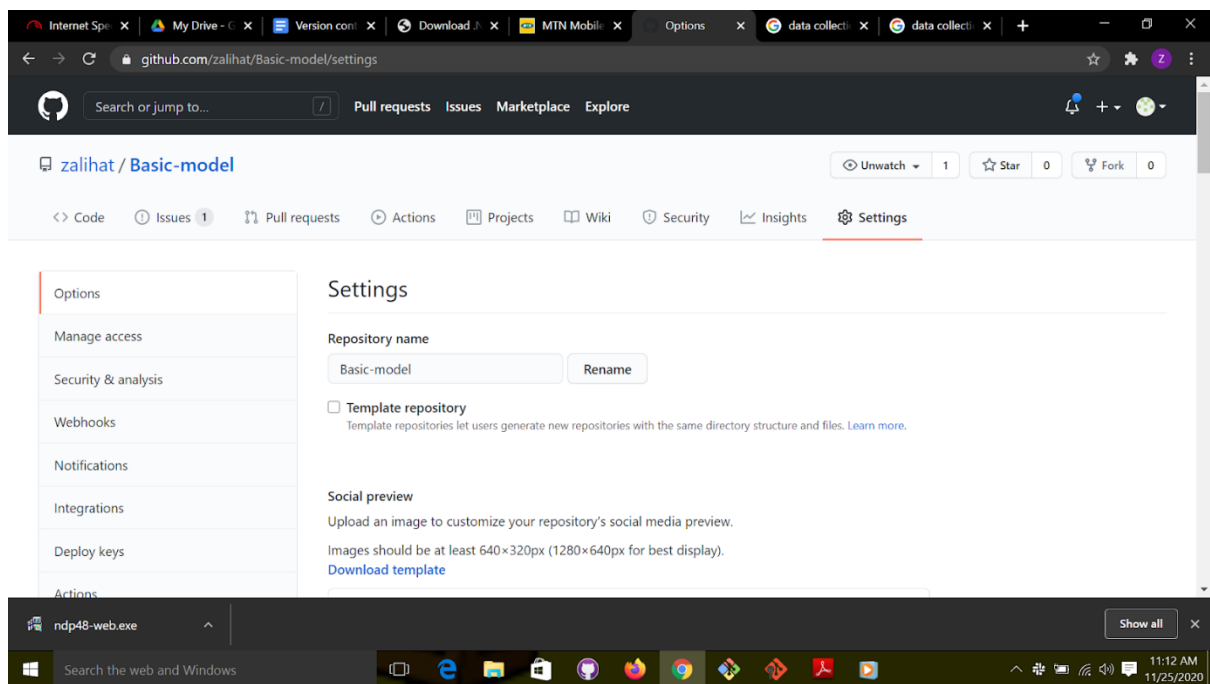 Internet Spe
My Drive - G
Version cont
Download .N
MTN Mobile
Options
data collecti
data collecti
github.com/zalihat/Basic-model/settings
Z
Search or jump to...
/
Pull requests Issues Marketplace Explore
zalihat / Basic-model
Unwatch 1
Star 0
Fork 0
Code
Issues 1
Pull requests
Actions
Projects
Wiki
Security
Insights
Settings
Options
Manage access
Security & analysis
Webhooks
Notifications
Integrations
Deploy keys
Actions
Settings
Repository name
Basic-model
Rename
Template repository
Template repositories let users generate new repositories with the same directory structure and files. Learn more.
Social preview
Upload an image to customize your repository's social media preview.
Images should be at least 640×320px (1280×640px for best display).
Download template
ndp48-web.exe
Show all
Search the web and Windows
11:12 AM
11/25/2020